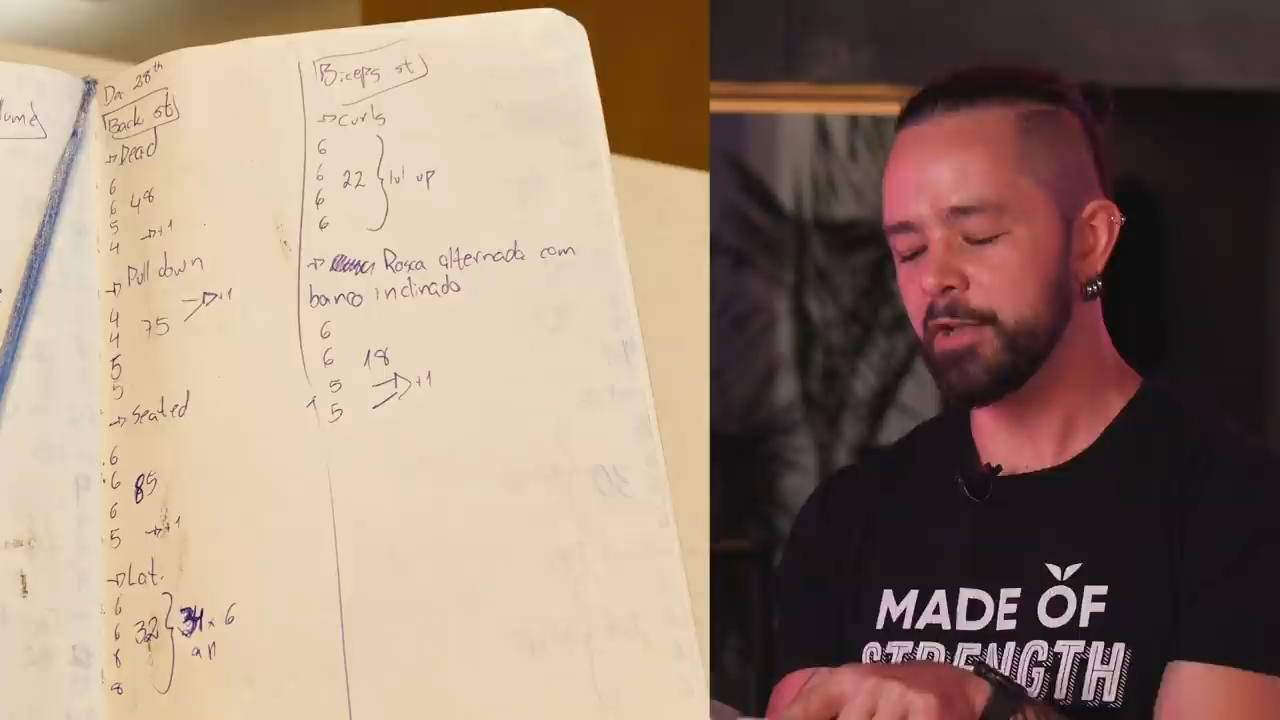 Da 28th
Back st
→ Dead
6
6 48
5
4 →+1
→ Pull down
4 75 →+1
4
5
5
→ Seated
6
6 85
6
5 →+1
→ Lat.
6
6 32 34 x 6
8
8
Biceps st
→ curls
6
6 22 lvl up
6
6
→ Rosca alternada com
banco inclinado
6
6 18
5 →+1
5
MADE OF
STRENGTH